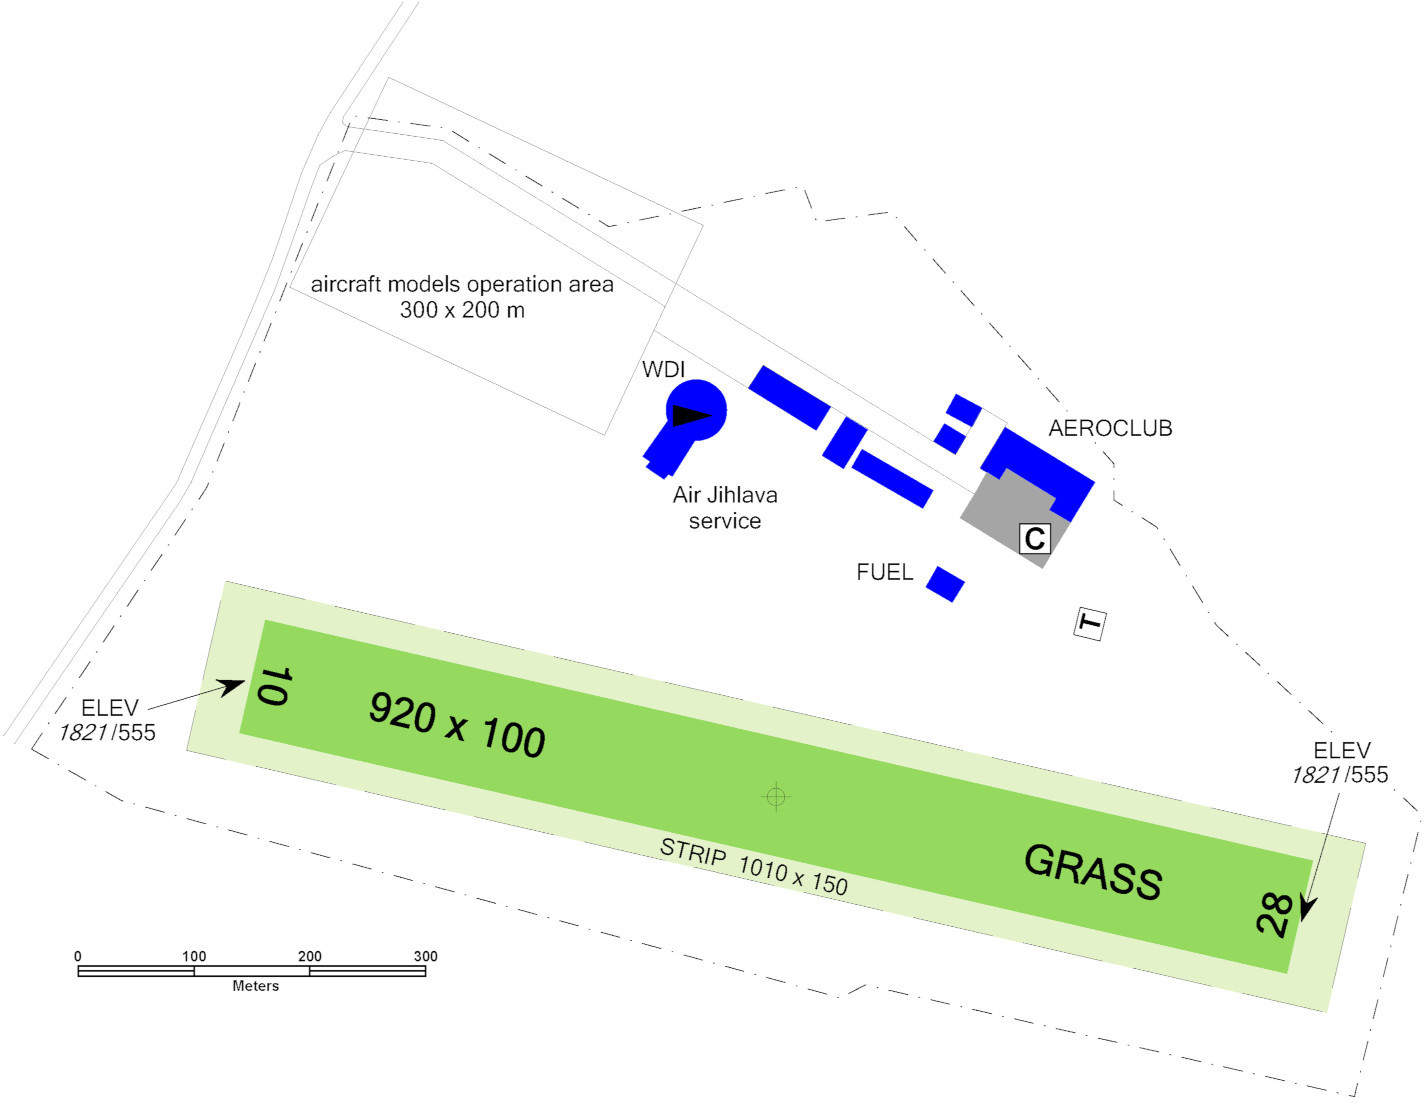 aircraft models operation area
300 x 200 m
WDI
AEROCLUB
Air Jihlava
service
C
FUEL
T
10
ELEV
1821/555
920 x 100
ELEV
1821/555
STRIP 1010 x 150
GRASS
28
0 100 200 300
Meters